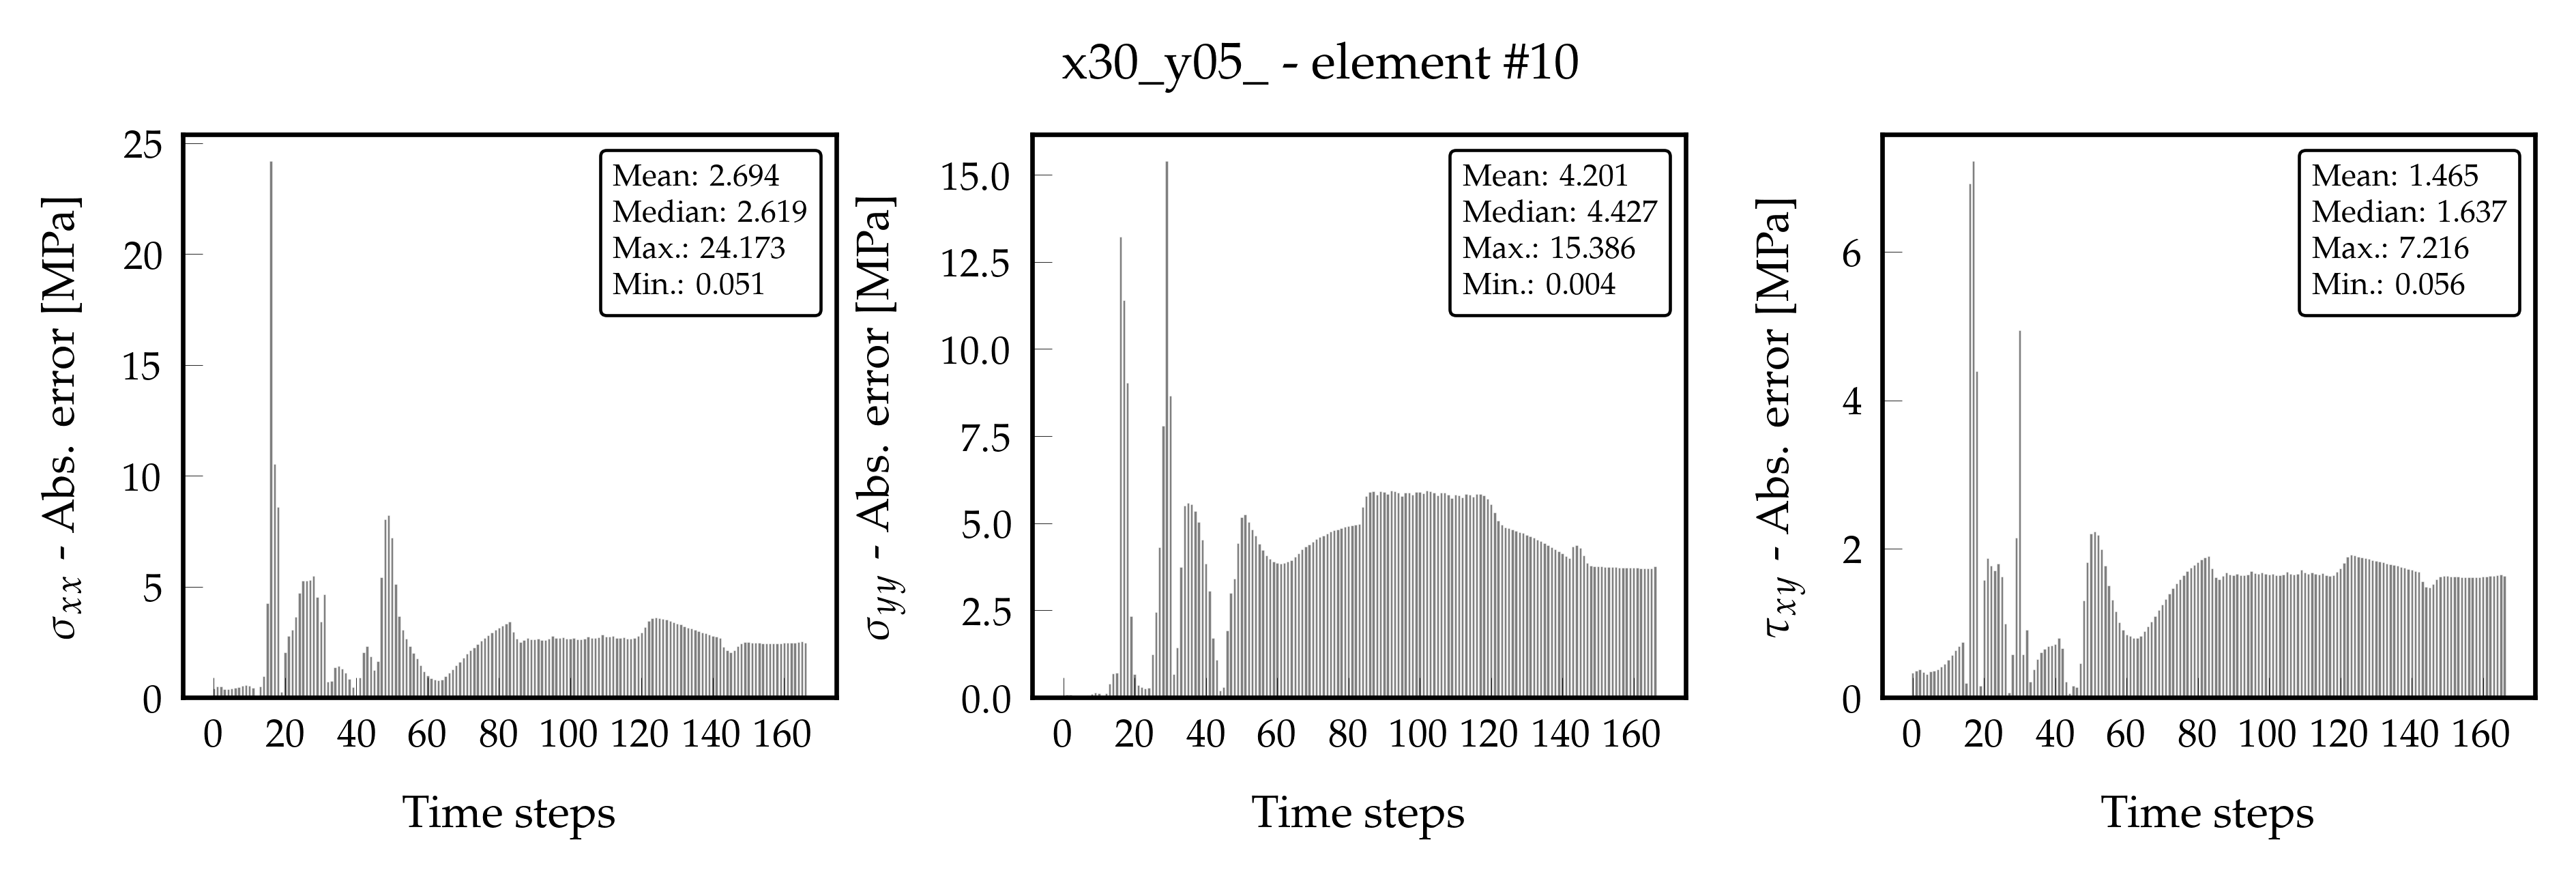 x30_y05_ - element #10
σxx - Abs. error [MPa]
25
20
15
10
5
0
Mean: 2.694
Median: 2.619
Max.: 24.173
Min.: 0.051
0 20 40 60 80 100 120 140 160
Time steps
σyy - Abs. error [MPa]
15.0
12.5
10.0
7.5
5.0
2.5
0.0
Mean: 4.201
Median: 4.427
Max.: 15.386
Min.: 0.004
0 20 40 60 80 100 120 140 160
Time steps
τxy - Abs. error [MPa]
6
4
2
0
Mean: 1.465
Median: 1.637
Max.: 7.216
Min.: 0.056
0 20 40 60 80 100 120 140 160
Time steps